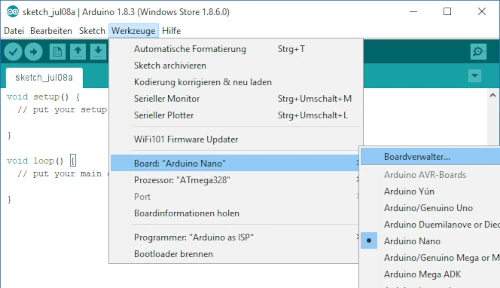 sketch_jul08a | Arduino 1.8.3 (Windows Store 1.8.6.0)
Datei Bearbeiten Sketch Werkzeuge Hilfe
sketch_jul08a
void setup() {
// put your setup
}
void loop() {
// put your main
}
Automatische Formatierung Strg+T
Sketch archivieren
Kodierung korrigieren & neu laden
Serieller Monitor Strg+Umschalt+M
Serieller Plotter Strg+Umschalt+L
WiFi101 Firmware Updater
Board: "Arduino Nano"
Prozessor: "ATmega328"
Port
Boardinformationen holen
Programmer: "Arduino as ISP"
Bootloader brennen
Boardverwalter...
Arduino AVR-Boards
Arduino Yún
Arduino/Genuino Uno
Arduino Duemilanove or Diec
Arduino Nano
Arduino/Genuino Mega or M
Arduino Mega ADK